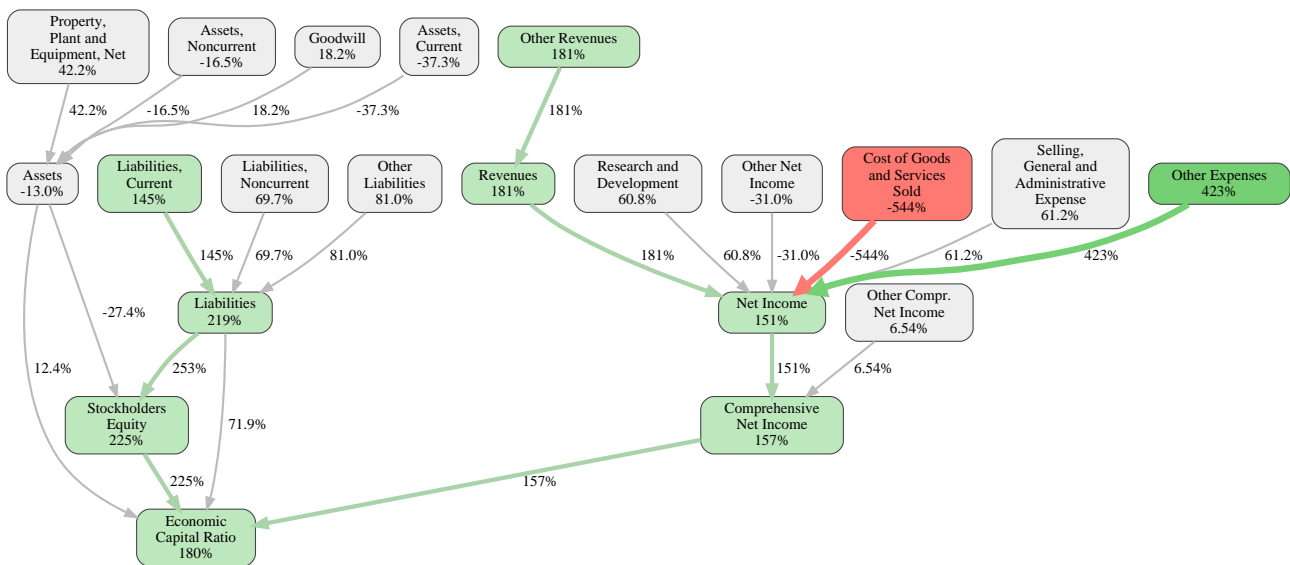 Property,
Plant and
Equipment, Net
42.2%
Assets,
Noncurrent
-16.5%
Goodwill
18.2%
Assets,
Current
-37.3%
Other Revenues
181%
42.2%
-16.5%
18.2%
-37.3%
181%
Assets
-13.0%
Liabilities,
Current
145%
Liabilities,
Noncurrent
69.7%
Other
Liabilities
81.0%
Revenues
181%
Research and
Development
60.8%
Other Net
Income
-31.0%
Cost of Goods
and Services
Sold
-544%
Selling,
General and
Administrative
Expense
61.2%
Other Expenses
423%
145%
69.7%
81.0%
181%
60.8%
-31.0%
-544%
61.2%
423%
-27.4%
Liabilities
219%
Net Income
151%
Other Compr.
Net Income
6.54%
12.4%
253%
151%
6.54%
Stockholders
Equity
225%
71.9%
Comprehensive
Net Income
157%
225%
157%
Economic
Capital Ratio
180%